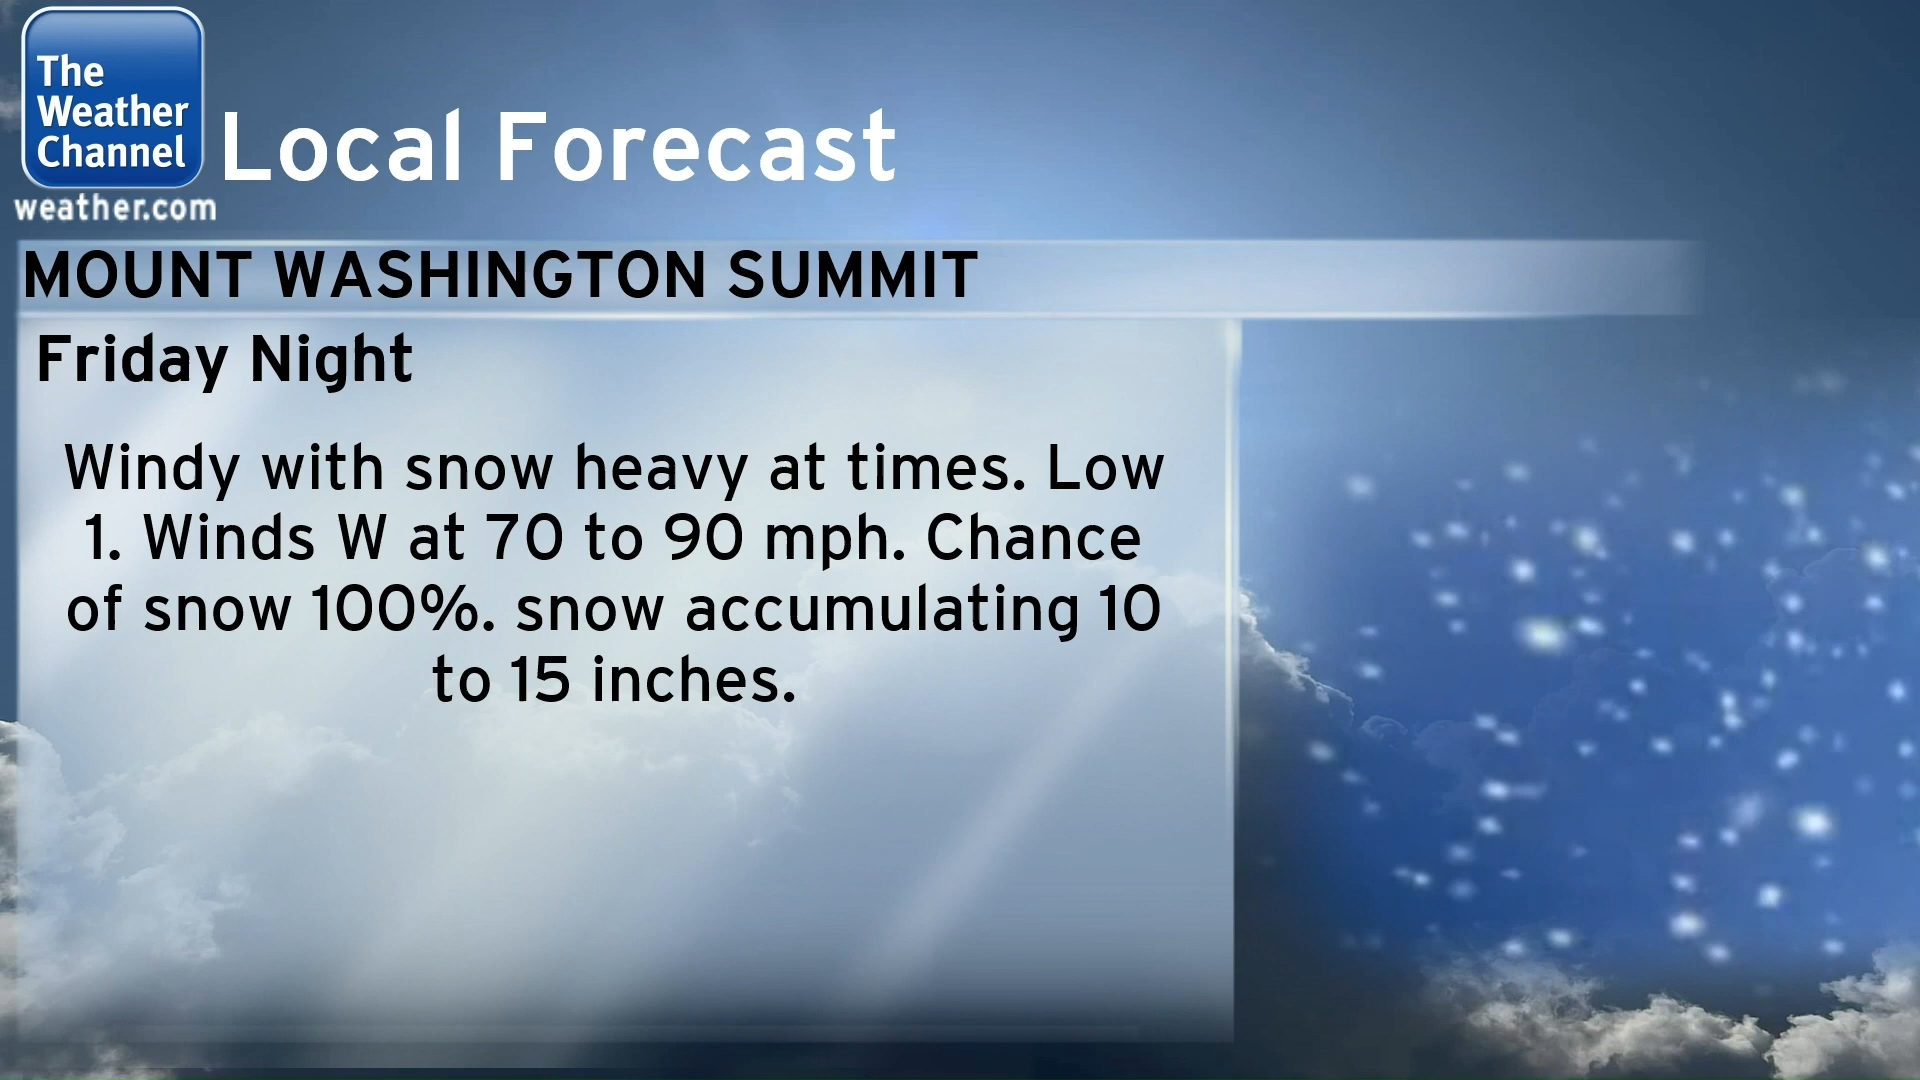 The
Weather
Channel
weather.com
Local Forecast
MOUNT WASHINGTON SUMMIT
Friday Night
Windy with snow heavy at times. Low
1. Winds W at 70 to 90 mph. Chance
of snow 100%. snow accumulating 10
to 15 inches.